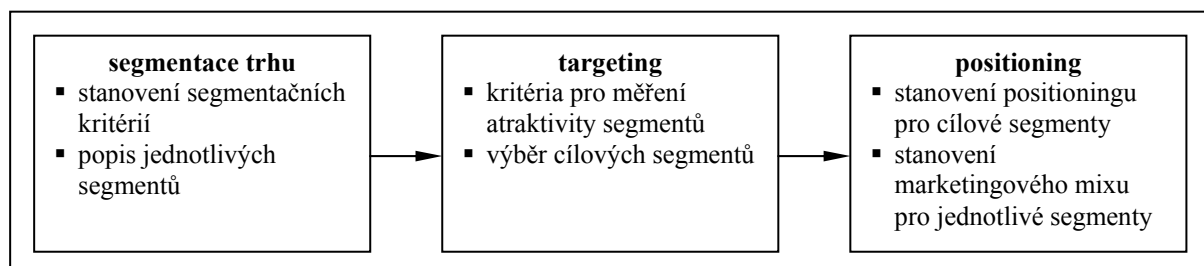 segmentace trhu
▪ stanovení segmentačních
kritérií
▪ popis jednotlivých
segmentů
targeting
▪ kritéria pro měření
atraktivity segmentů
▪ výběr cílových segmentů
positioning
▪ stanovení positioningu
pro cílové segmenty
▪ stanovení
marketingového mixu
pro jednotlivé segmenty